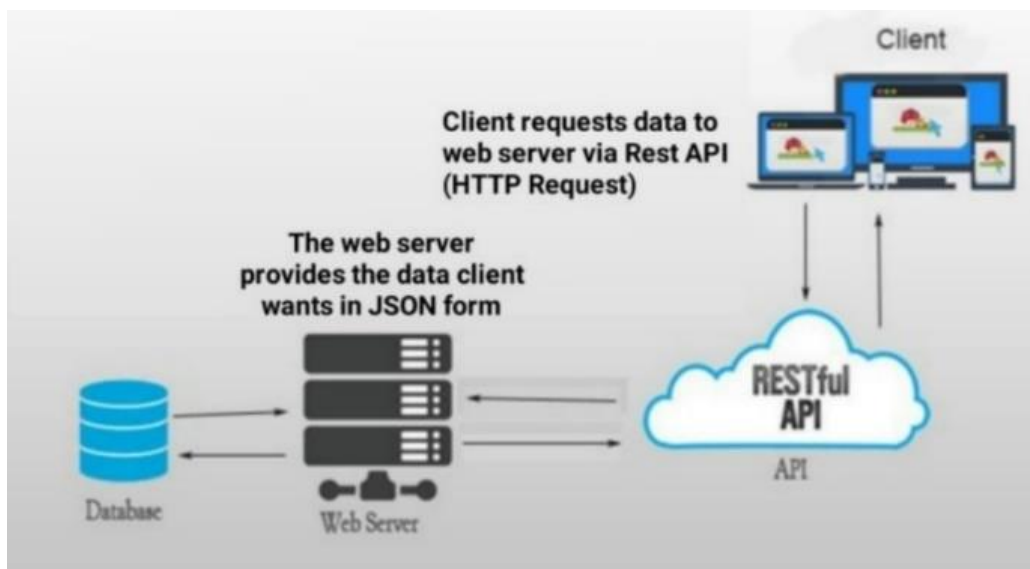 Client
Client requests data to
web server via Rest API
(HTTP Request)
The web server
provides the data client
wants in JSON form
RESTful
API
API
Database
Web Server